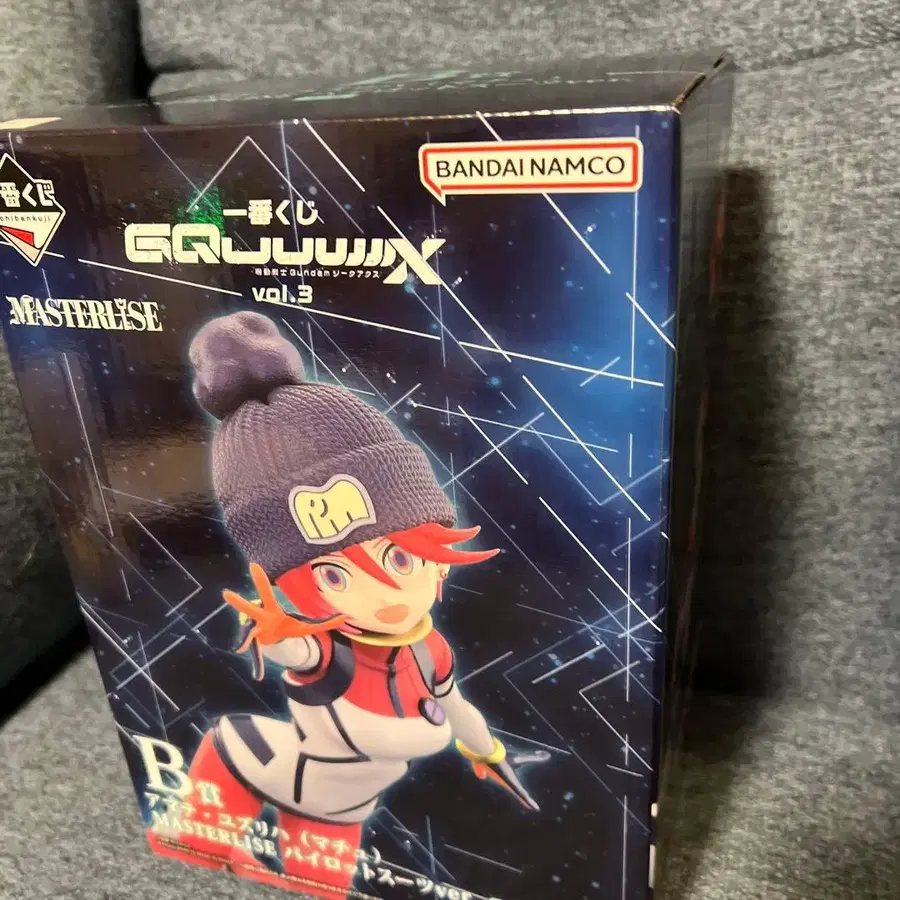 BANDAI NAMCO
番くじ
一番くじ
GQuuuuuuX
機動戦士Gundam ジークアクス
vol.3
MASTERLISE
B賞
アマテ・ユズリハ（マチュ）
MASTERLISE パイロットスーツver.